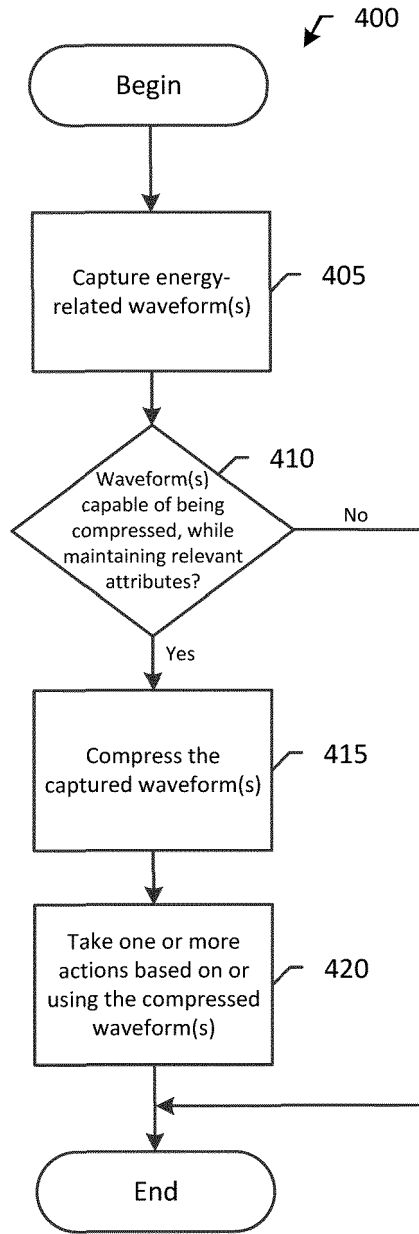 400
Begin
Capture energy-
related waveform(s)
405
410
Waveform(s)
capable of being
compressed, while
maintaining relevant
attributes?
No
Yes
Compress the
captured waveform(s)
415
Take one or more
actions based on or
using the compressed
waveform(s)
420
End